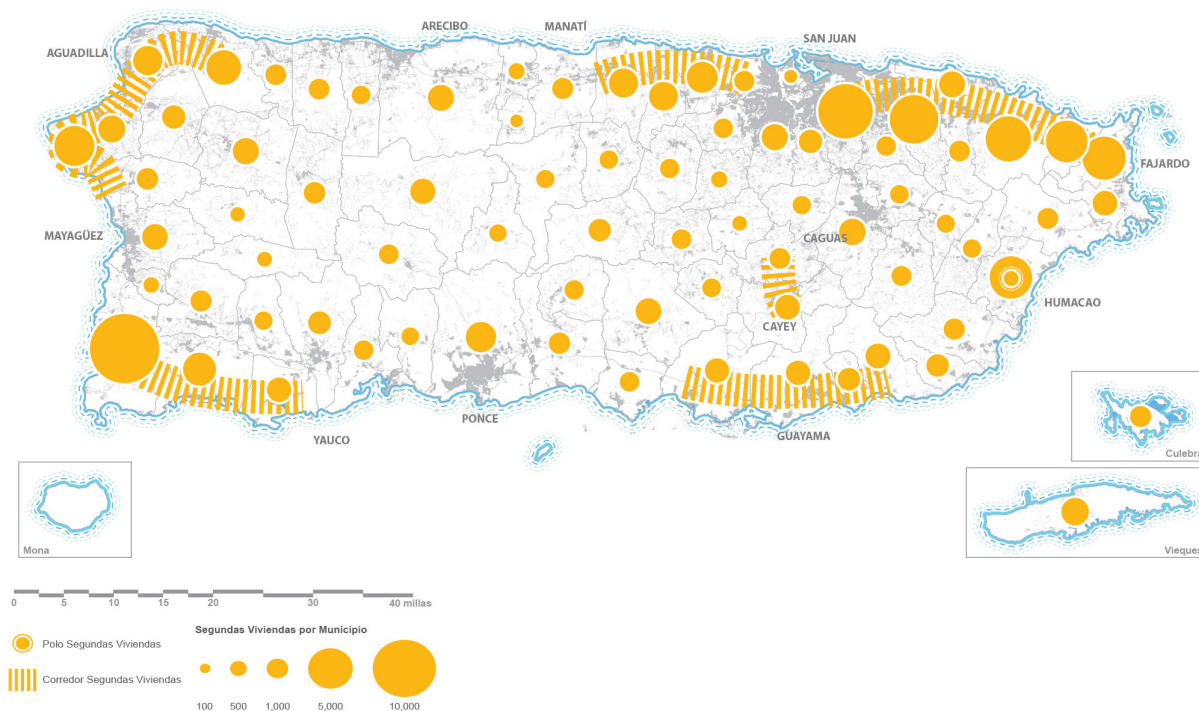 ARECIBO
MANATÍ
SAN JUAN
AGUADILLA
FAJARDO
MAYAGÜEZ
CAGUAS
HUMACAO
CAYEY
PONCE
GUAYAMA
YAUCO
Culebra
Mona
Vieques
0 5 10 15 20 30 40 millas
Segundas Viviendas por Municipio
Polo Segundas Viviendas
Corredor Segundas Viviendas
100 500 1,000 5,000 10,000